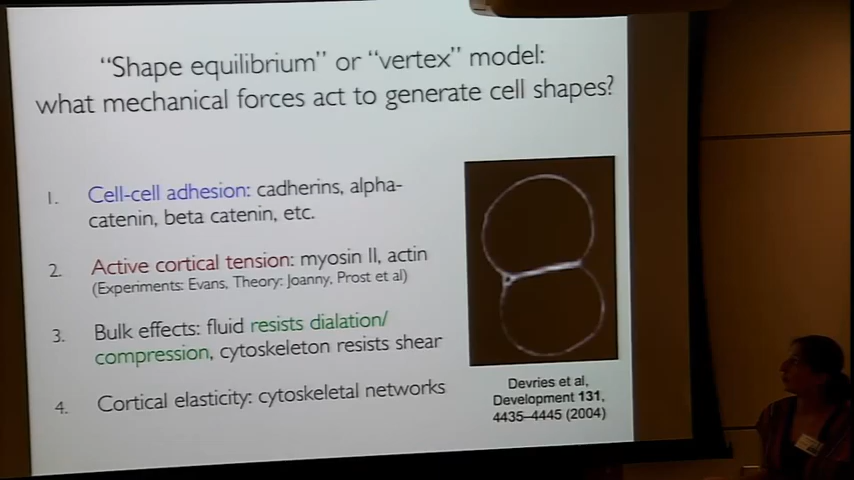 “Shape equilibrium” or “vertex” model:
what mechanical forces act to generate cell shapes?
1. Cell-cell adhesion: cadherins, alpha-
catenin, beta catenin, etc.
2. Active cortical tension: myosin II, actin
(Experiments: Evans, Theory: Joanny, Prost et al)
3. Bulk effects: fluid resists dialation/
compression, cytoskeleton resists shear
4. Cortical elasticity: cytoskeletal networks
Devries et al,
Development 131,
4435–4445 (2004)